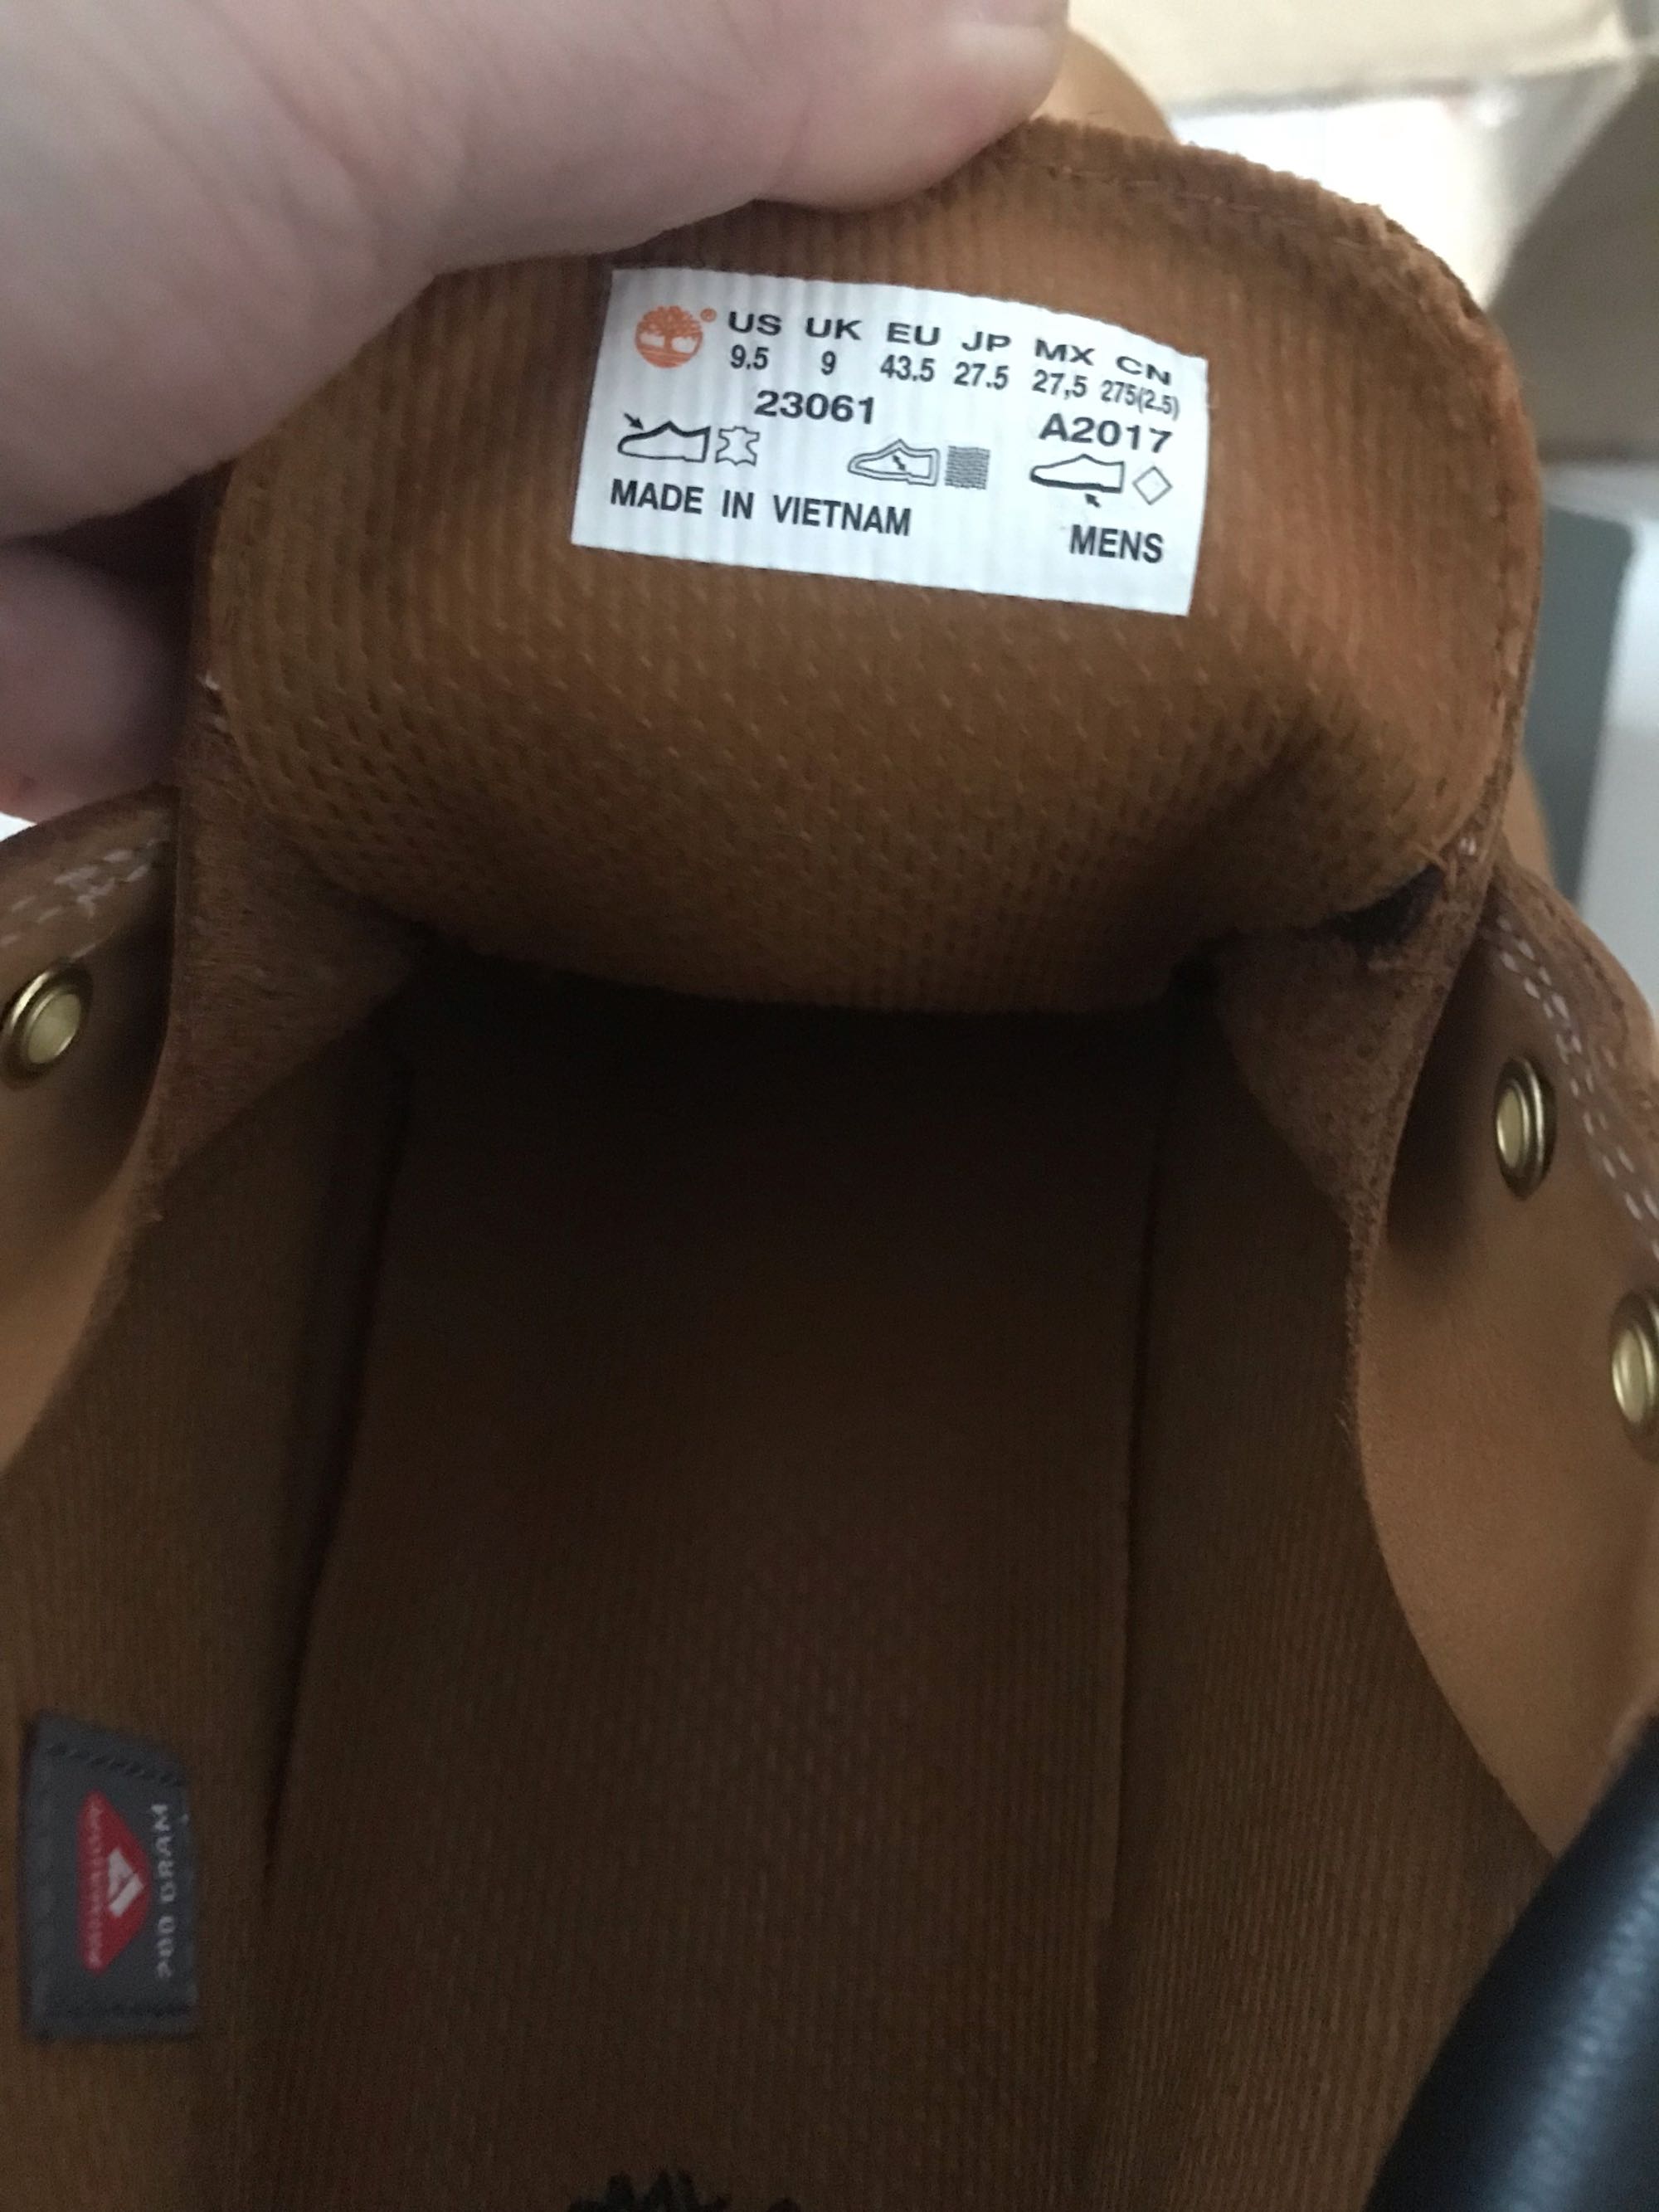 ® US UK EU JP MX CN
9.5 9 43.5 27.5 27,5 275(2.5)
23061 A2017
MADE IN VIETNAM MENS
PRIMALOFT
200 GRAM